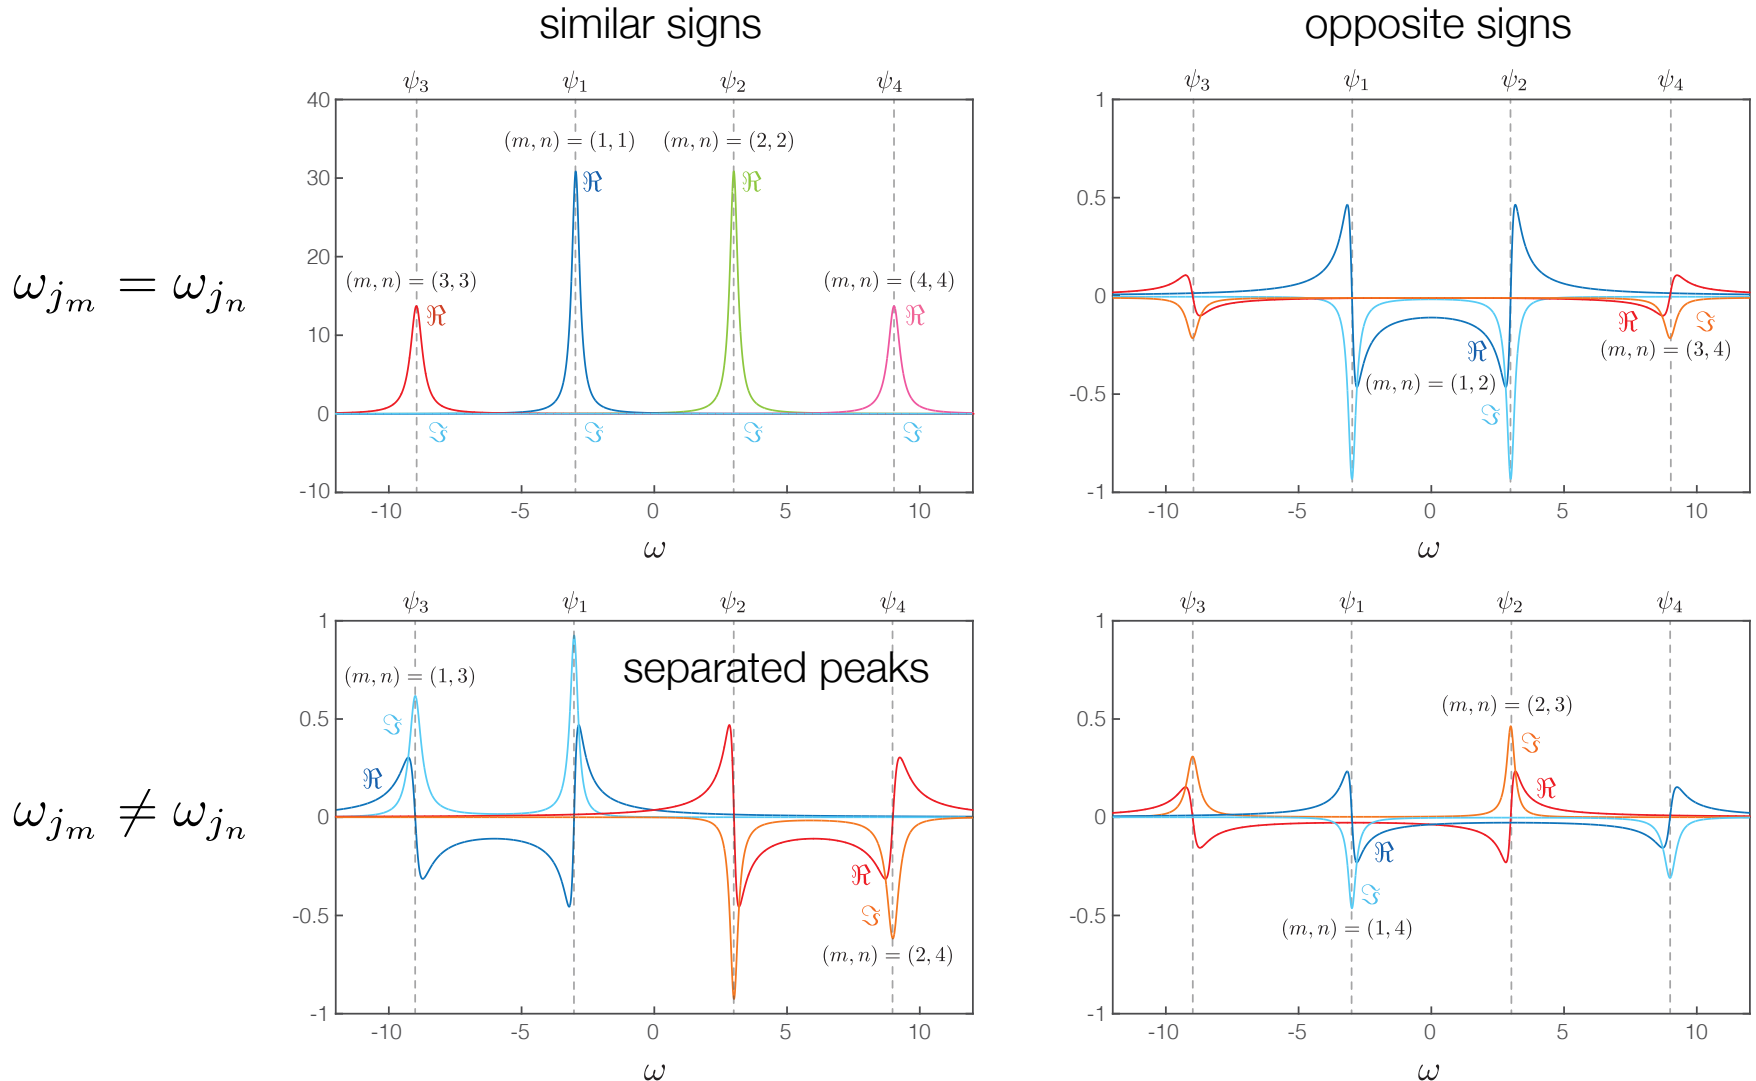 similar signs
opposite signs
ψ₃ ψ₁ ψ₂ ψ₄
40
30
20
10
0
-10
(m, n) = (1, 1) (m, n) = (2, 2)
ℜ ℜ
(m, n) = (3, 3) (m, n) = (4, 4)
ℜ ℜ
ℑ ℑ ℑ ℑ
-10 -5 0 5 10
ω
ψ₃ ψ₁ ψ₂ ψ₄
1
0.5
0
-0.5
-1
ℜ ℑ
(m, n) = (3, 4)
ℜ
(m, n) = (1, 2)
ℑ
-10 -5 0 5 10
ω
ω_{j_m} = ω_{j_n}
ψ₃ ψ₁ ψ₂ ψ₄
1
0.5
0
-0.5
-1
separated peaks
(m, n) = (1, 3)
ℑ
ℜ
ℜ
ℑ
(m, n) = (2, 4)
-10 -5 0 5 10
ω
ψ₃ ψ₁ ψ₂ ψ₄
1
0.5
0
-0.5
-1
(m, n) = (2, 3)
ℑ
ℜ
ℜ
ℑ
(m, n) = (1, 4)
-10 -5 0 5 10
ω
ω_{j_m} ≠ ω_{j_n}